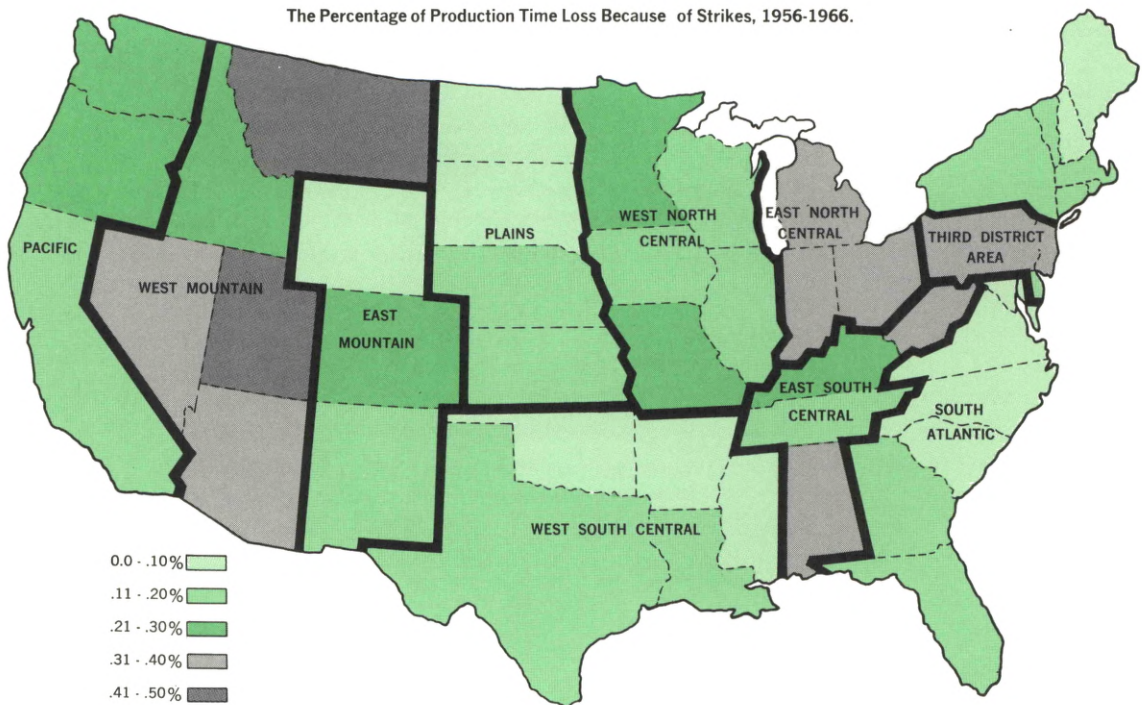 The Percentage of Production Time Loss Because of Strikes, 1956-1966.
PACIFIC
WEST MOUNTAIN
EAST
MOUNTAIN
PLAINS
WEST NORTH
CENTRAL
EAST NORTH
CENTRAL
THIRD DISTRICT
AREA
EAST SOUTH
CENTRAL
SOUTH
ATLANTIC
WEST SOUTH CENTRAL
0.0 - .10%
.11 - .20%
.21 - .30%
.31 - .40%
.41 - .50%